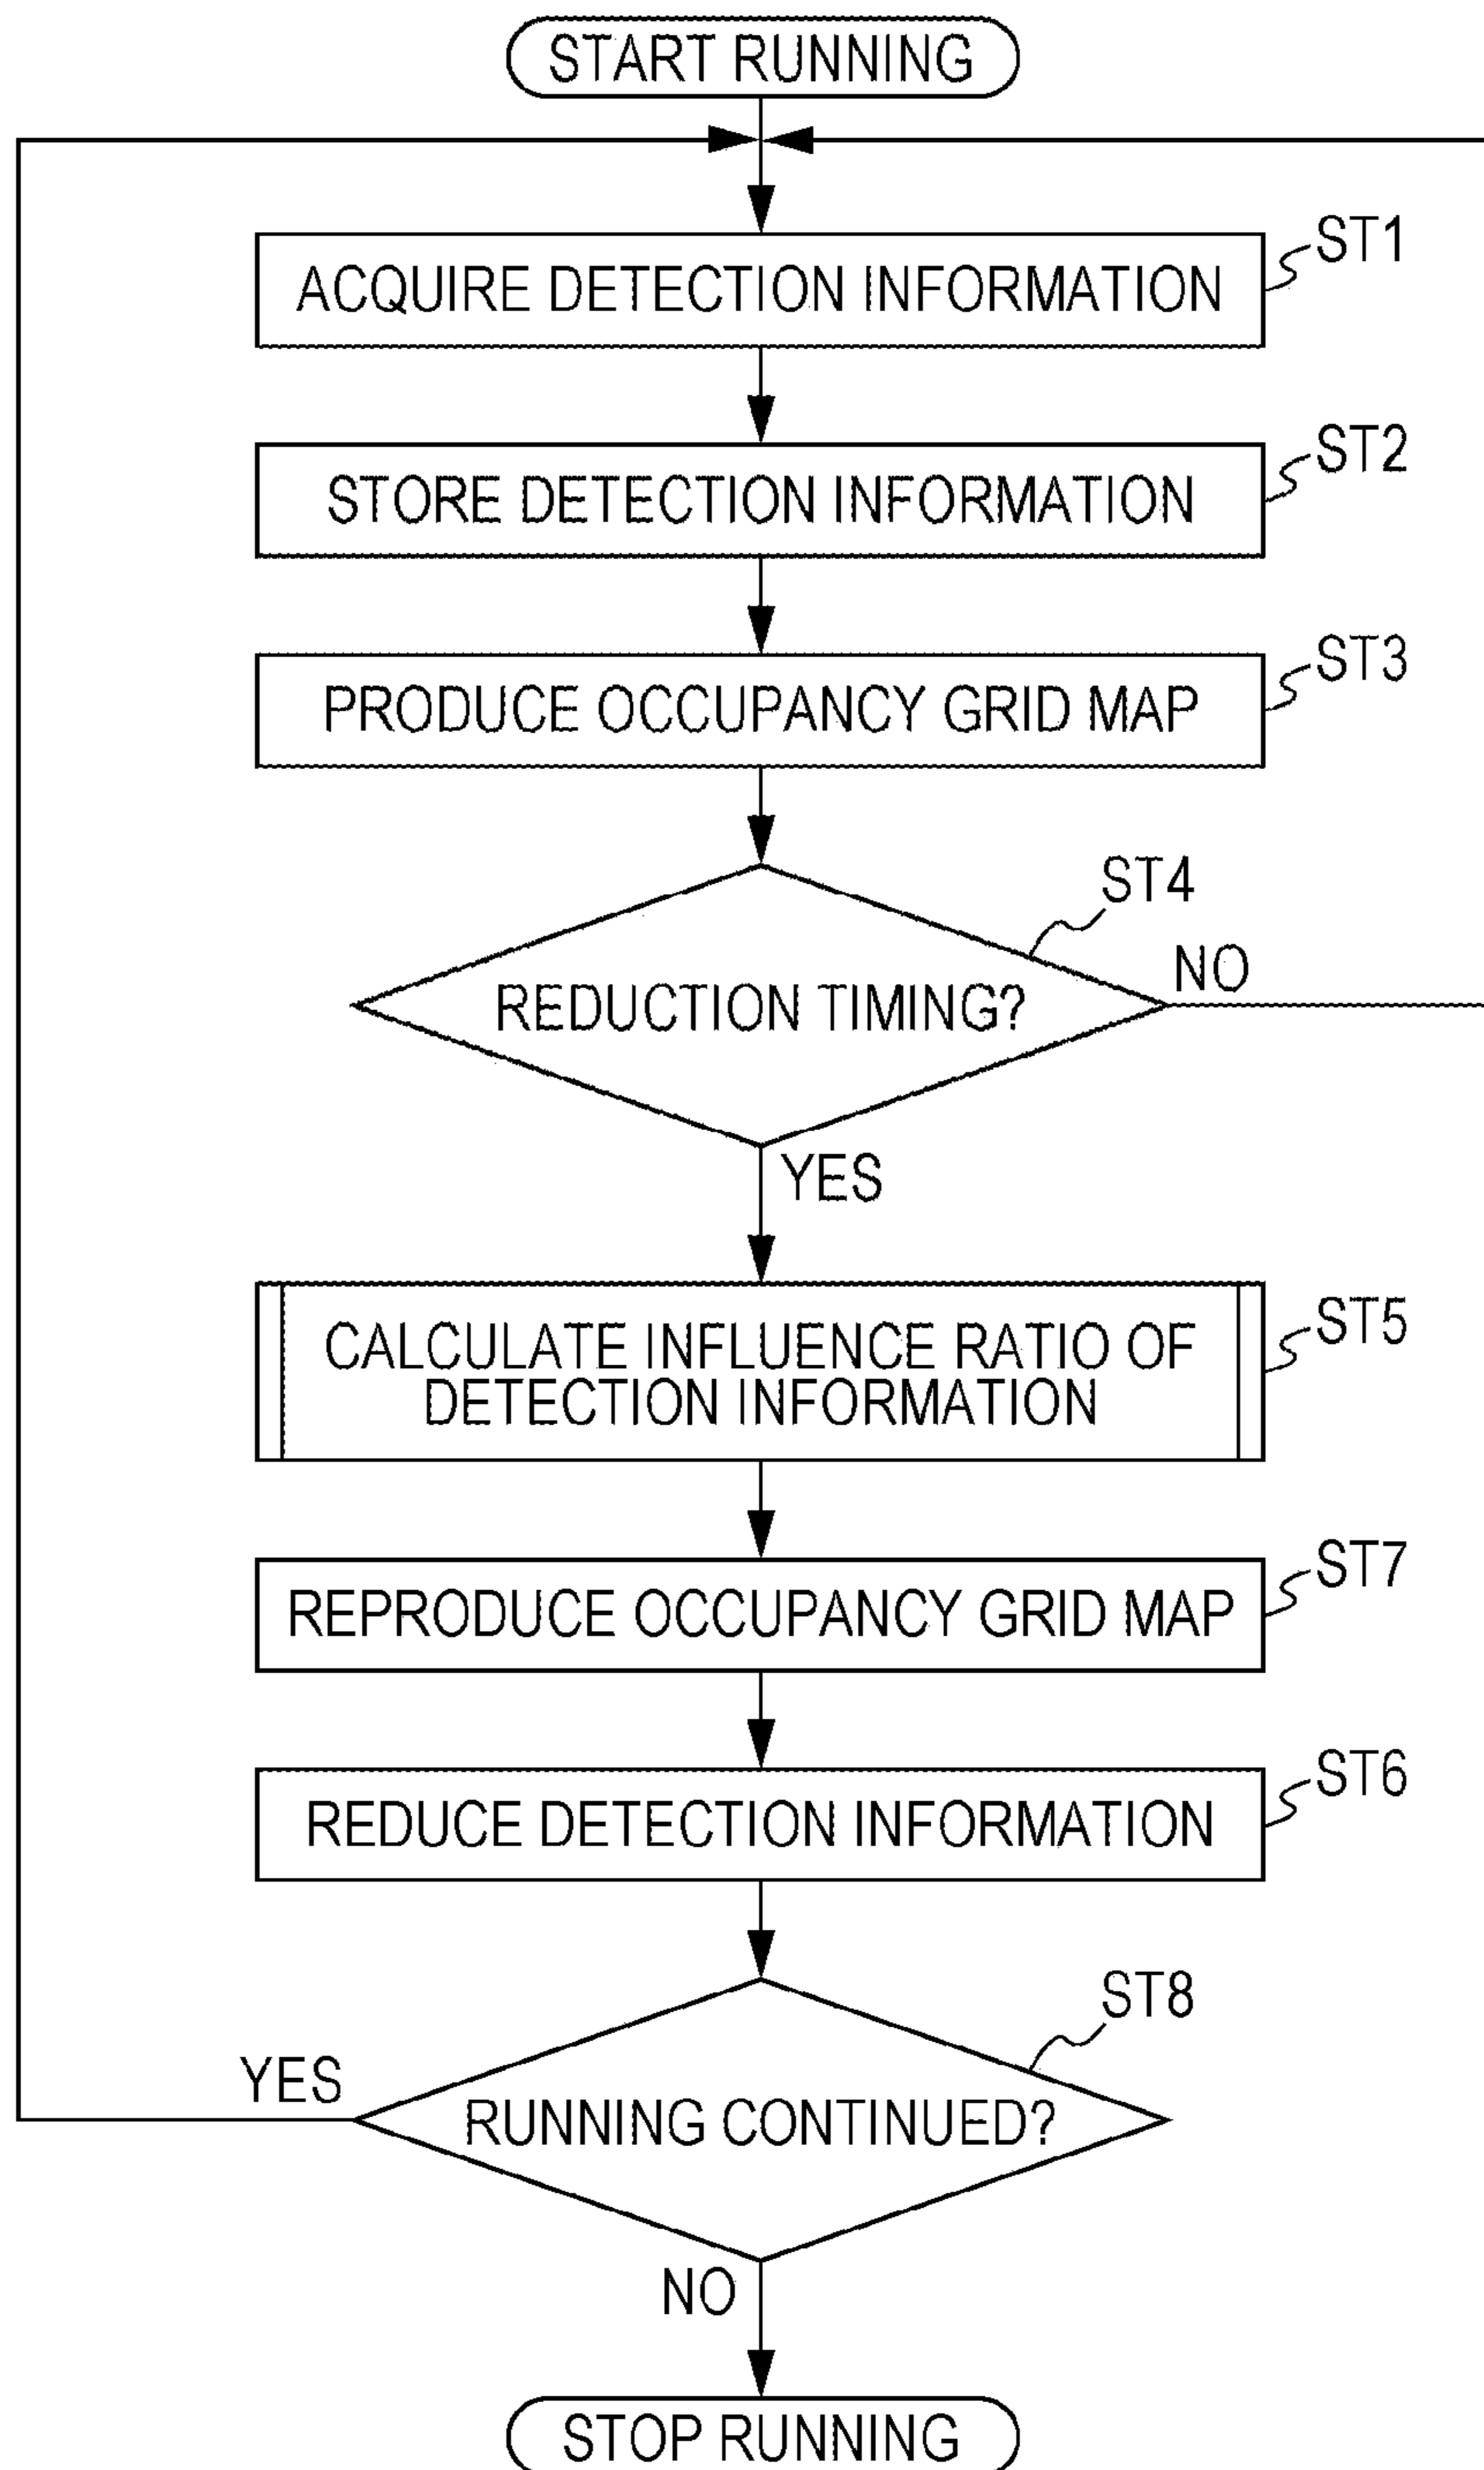 START RUNNING
ACQUIRE DETECTION INFORMATION
ST1
STORE DETECTION INFORMATION
ST2
PRODUCE OCCUPANCY GRID MAP
ST3
ST4
REDUCTION TIMING?
NO
YES
CALCULATE INFLUENCE RATIO OF
DETECTION INFORMATION
ST5
REPRODUCE OCCUPANCY GRID MAP
ST7
REDUCE DETECTION INFORMATION
ST6
ST8
RUNNING CONTINUED?
YES
NO
STOP RUNNING